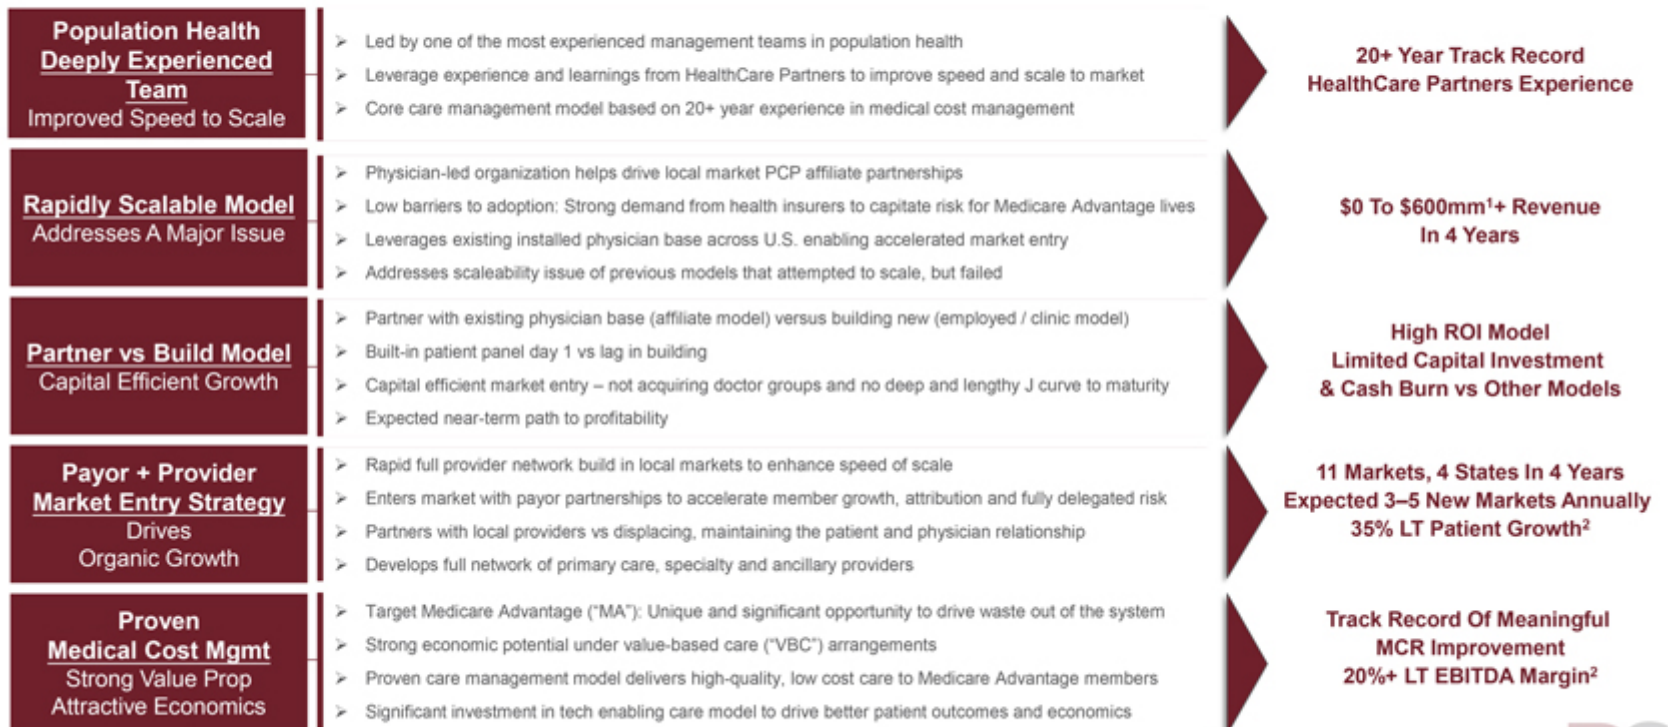 Population Health
Deeply Experienced
Team
Improved Speed to Scale
➢ Led by one of the most experienced management teams in population health
➢ Leverage experience and learnings from HealthCare Partners to improve speed and scale to market
➢ Core care management model based on 20+ year experience in medical cost management
20+ Year Track Record
HealthCare Partners Experience
Rapidly Scalable Model
Addresses A Major Issue
➢ Physician-led organization helps drive local market PCP affiliate partnerships
➢ Low barriers to adoption: Strong demand from health insurers to capitate risk for Medicare Advantage lives
➢ Leverages existing installed physician base across U.S. enabling accelerated market entry
➢ Addresses scaleability issue of previous models that attempted to scale, but failed
$0 To $600mm¹+ Revenue
In 4 Years
Partner vs Build Model
Capital Efficient Growth
➢ Partner with existing physician base (affiliate model) versus building new (employed / clinic model)
➢ Built-in patient panel day 1 vs lag in building
➢ Capital efficient market entry – not acquiring doctor groups and no deep and lengthy J curve to maturity
➢ Expected near-term path to profitability
High ROI Model
Limited Capital Investment
& Cash Burn vs Other Models
Payor + Provider
Market Entry Strategy
Drives
Organic Growth
➢ Rapid full provider network build in local markets to enhance speed of scale
➢ Enters market with payor partnerships to accelerate member growth, attribution and fully delegated risk
➢ Partners with local providers vs displacing, maintaining the patient and physician relationship
➢ Develops full network of primary care, specialty and ancillary providers
11 Markets, 4 States In 4 Years
Expected 3–5 New Markets Annually
35% LT Patient Growth²
Proven
Medical Cost Mgmt
Strong Value Prop
Attractive Economics
➢ Target Medicare Advantage (“MA”): Unique and significant opportunity to drive waste out of the system
➢ Strong economic potential under value-based care (“VBC”) arrangements
➢ Proven care management model delivers high-quality, low cost care to Medicare Advantage members
➢ Significant investment in tech enabling care model to drive better patient outcomes and economics
Track Record Of Meaningful
MCR Improvement
20%+ LT EBITDA Margin²